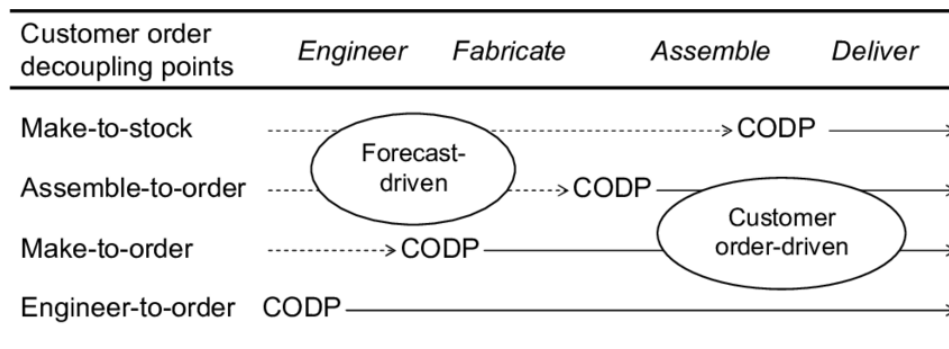 Customer order
decoupling points
Engineer Fabricate Assemble Deliver
Make-to-stock CODP
Forecast-
driven
Assemble-to-order CODP
Customer
order-driven
Make-to-order CODP
Engineer-to-order CODP